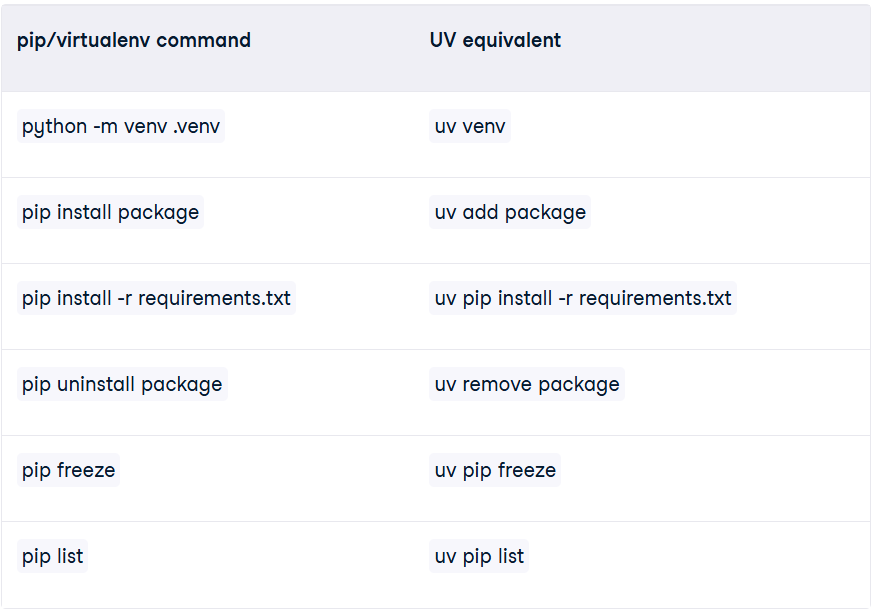 pip/virtualenv command UV equivalent
python -m venv .venv uv venv
pip install package uv add package
pip install -r requirements.txt uv pip install -r requirements.txt
pip uninstall package uv remove package
pip freeze uv pip freeze
pip list uv pip list